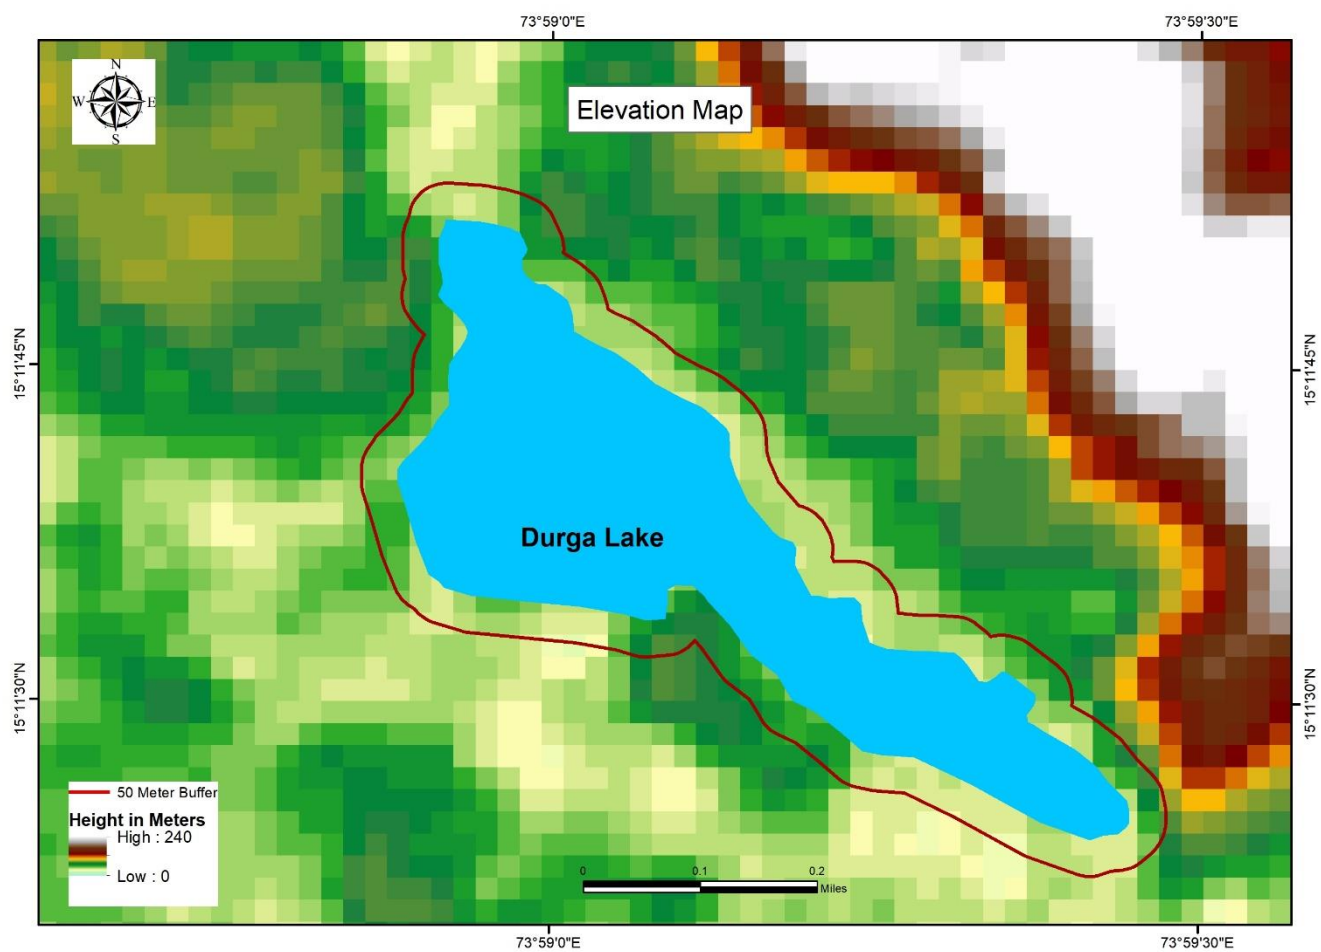 73°59'0"E
73°59'30"E
N
W
E
S
Elevation Map
15°11'45"N
15°11'45"N
Durga Lake
15°11'30"N
15°11'30"N
50 Meter Buffer
Height in Meters
High : 240
Low : 0
0
0.1
0.2
Miles
73°59'0"E
73°59'30"E